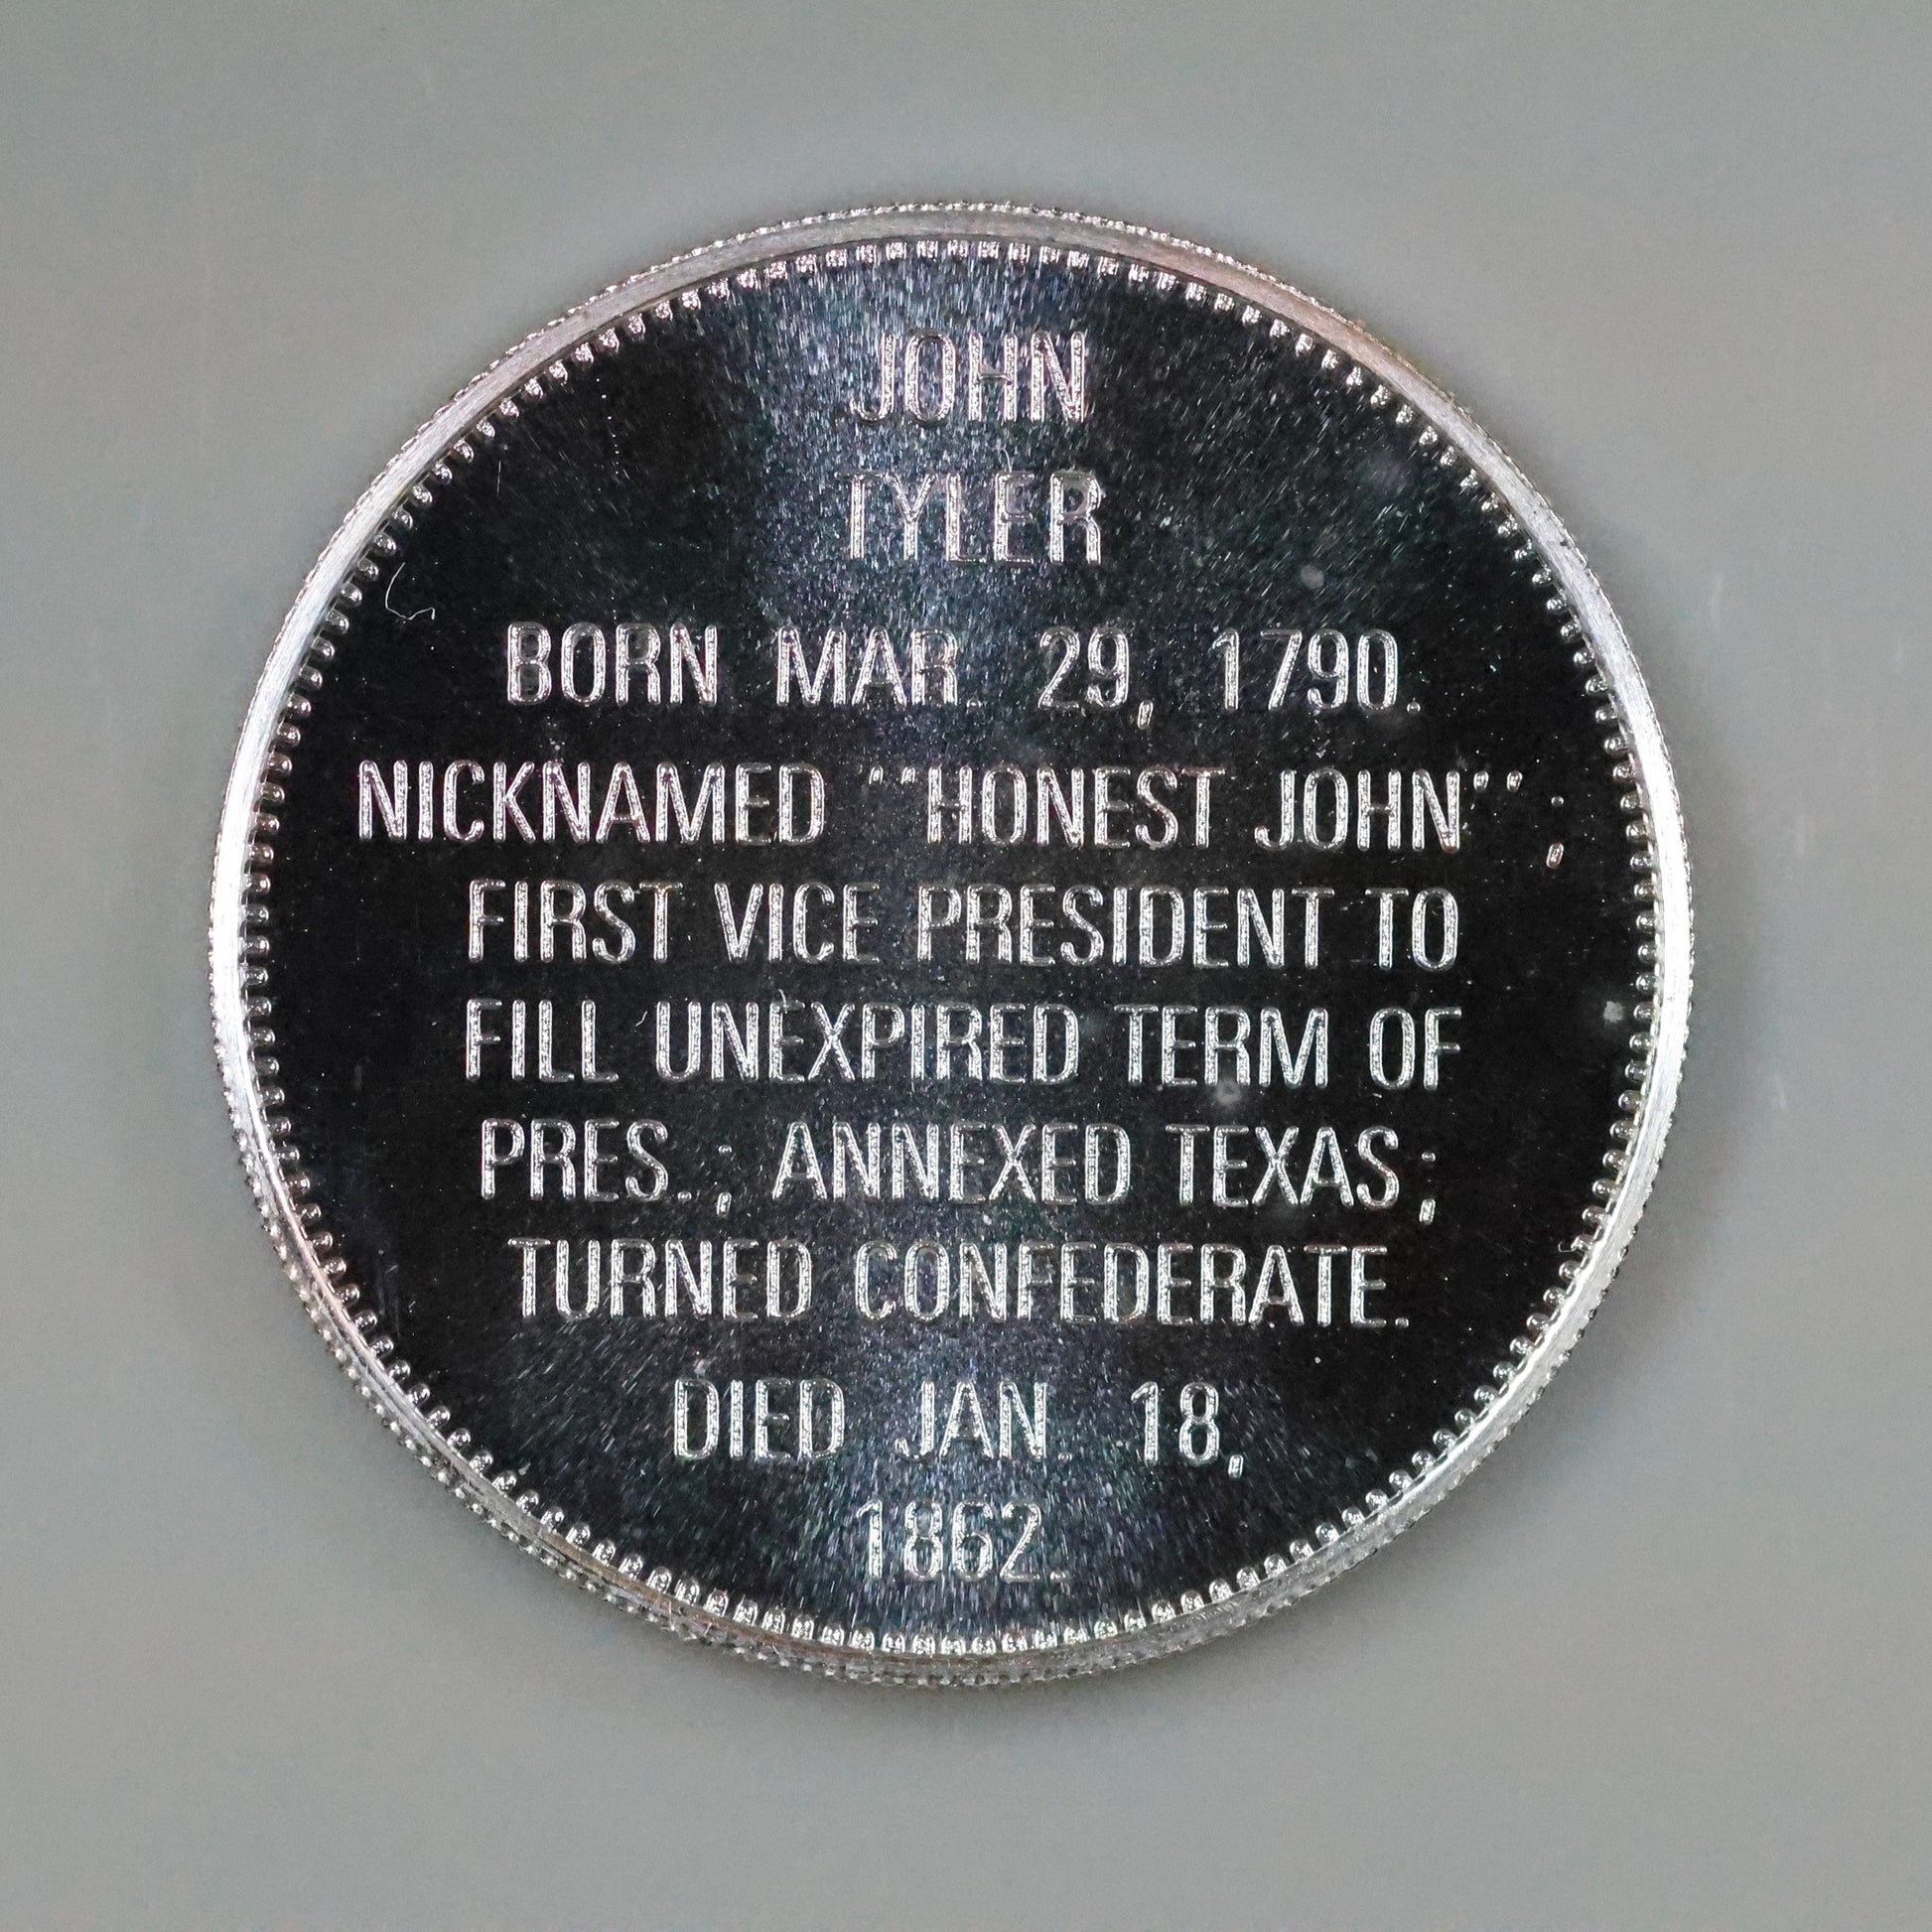 JOHN
TYLER
BORN MAR. 29, 1790.
NICKNAMED "HONEST JOHN" ;
FIRST VICE PRESIDENT TO
FILL UNEXPIRED TERM OF
PRES. ; ANNEXED TEXAS ;
TURNED CONFEDERATE.
DIED JAN. 18,
1862.